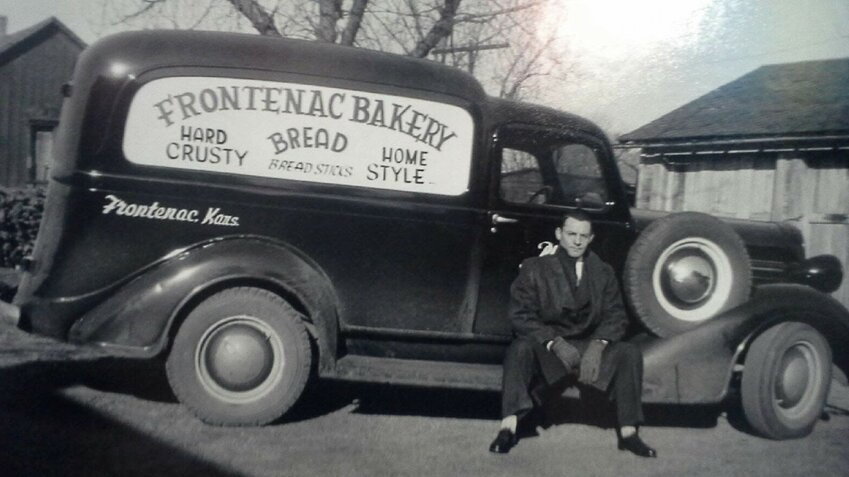 FRONTENAC BAKERY
HARD BREAD HOME
CRUSTY BREAD STICKS STYLE
Frontenac. Kans.